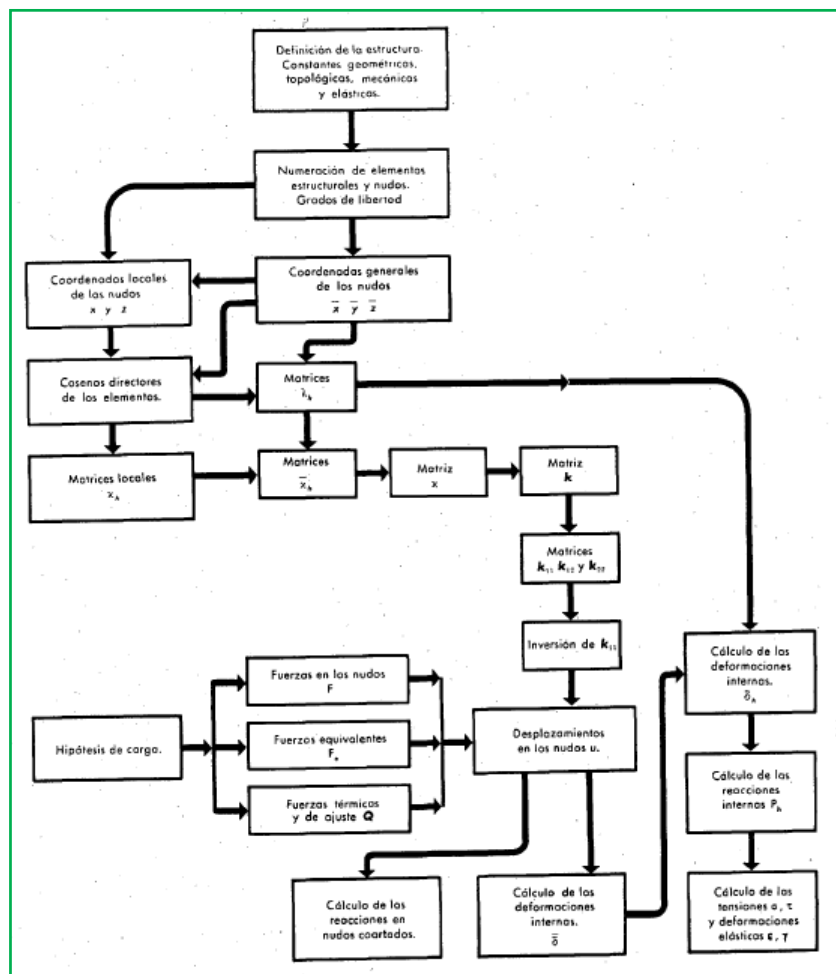 Definición de la estructura.
Constantes geométricas,
topológicas, mecánicas
y elásticas.
Numeración de elementos
estructurales y nudos.
Grados de libertad
Coordenadas locales
de los nudos
x y z
Coordenadas generales
de los nudos
x̅ y̅ z̅
Cosenos directores
de los elementos.
Matrices
λₕ
Matrices locales
ϰₕ
Matrices
ϰ̅ₕ
Matriz
ϰ
Matriz
k
Matrices
k₁₁ k₁₂ y k₂₂
Inversión de k₁₁
Fuerzas en los nudos
F
Hipótesis de carga.
Fuerzas equivalentes
Fₑ
Fuerzas térmicas
y de ajuste Q
Desplazamientos
en los nudos u.
Cálculo de las
deformaciones
internas.
δ̅ₕ
Cálculo de las
reacciones
internas Pₕ
Cálculo de las
reacciones en
nudos coartados.
Cálculo de las
deformaciones
internas.
δ̅
Cálculo de las
tensiones σ, τ
y deformaciones
elásticas ε, γ